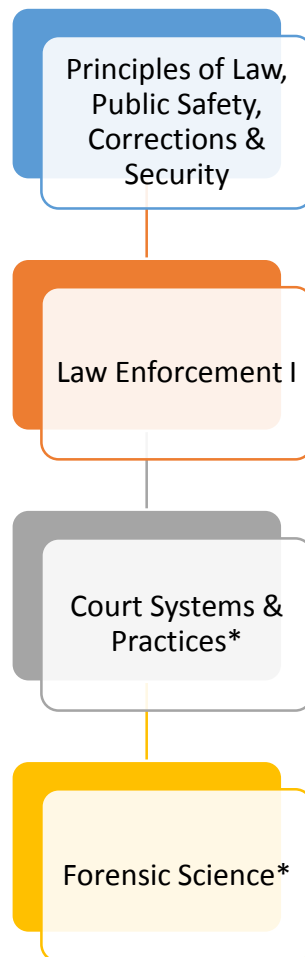 Principles of Law,
Public Safety,
Corrections &
Security
Law Enforcement I
Court Systems &
Practices*
Forensic Science*